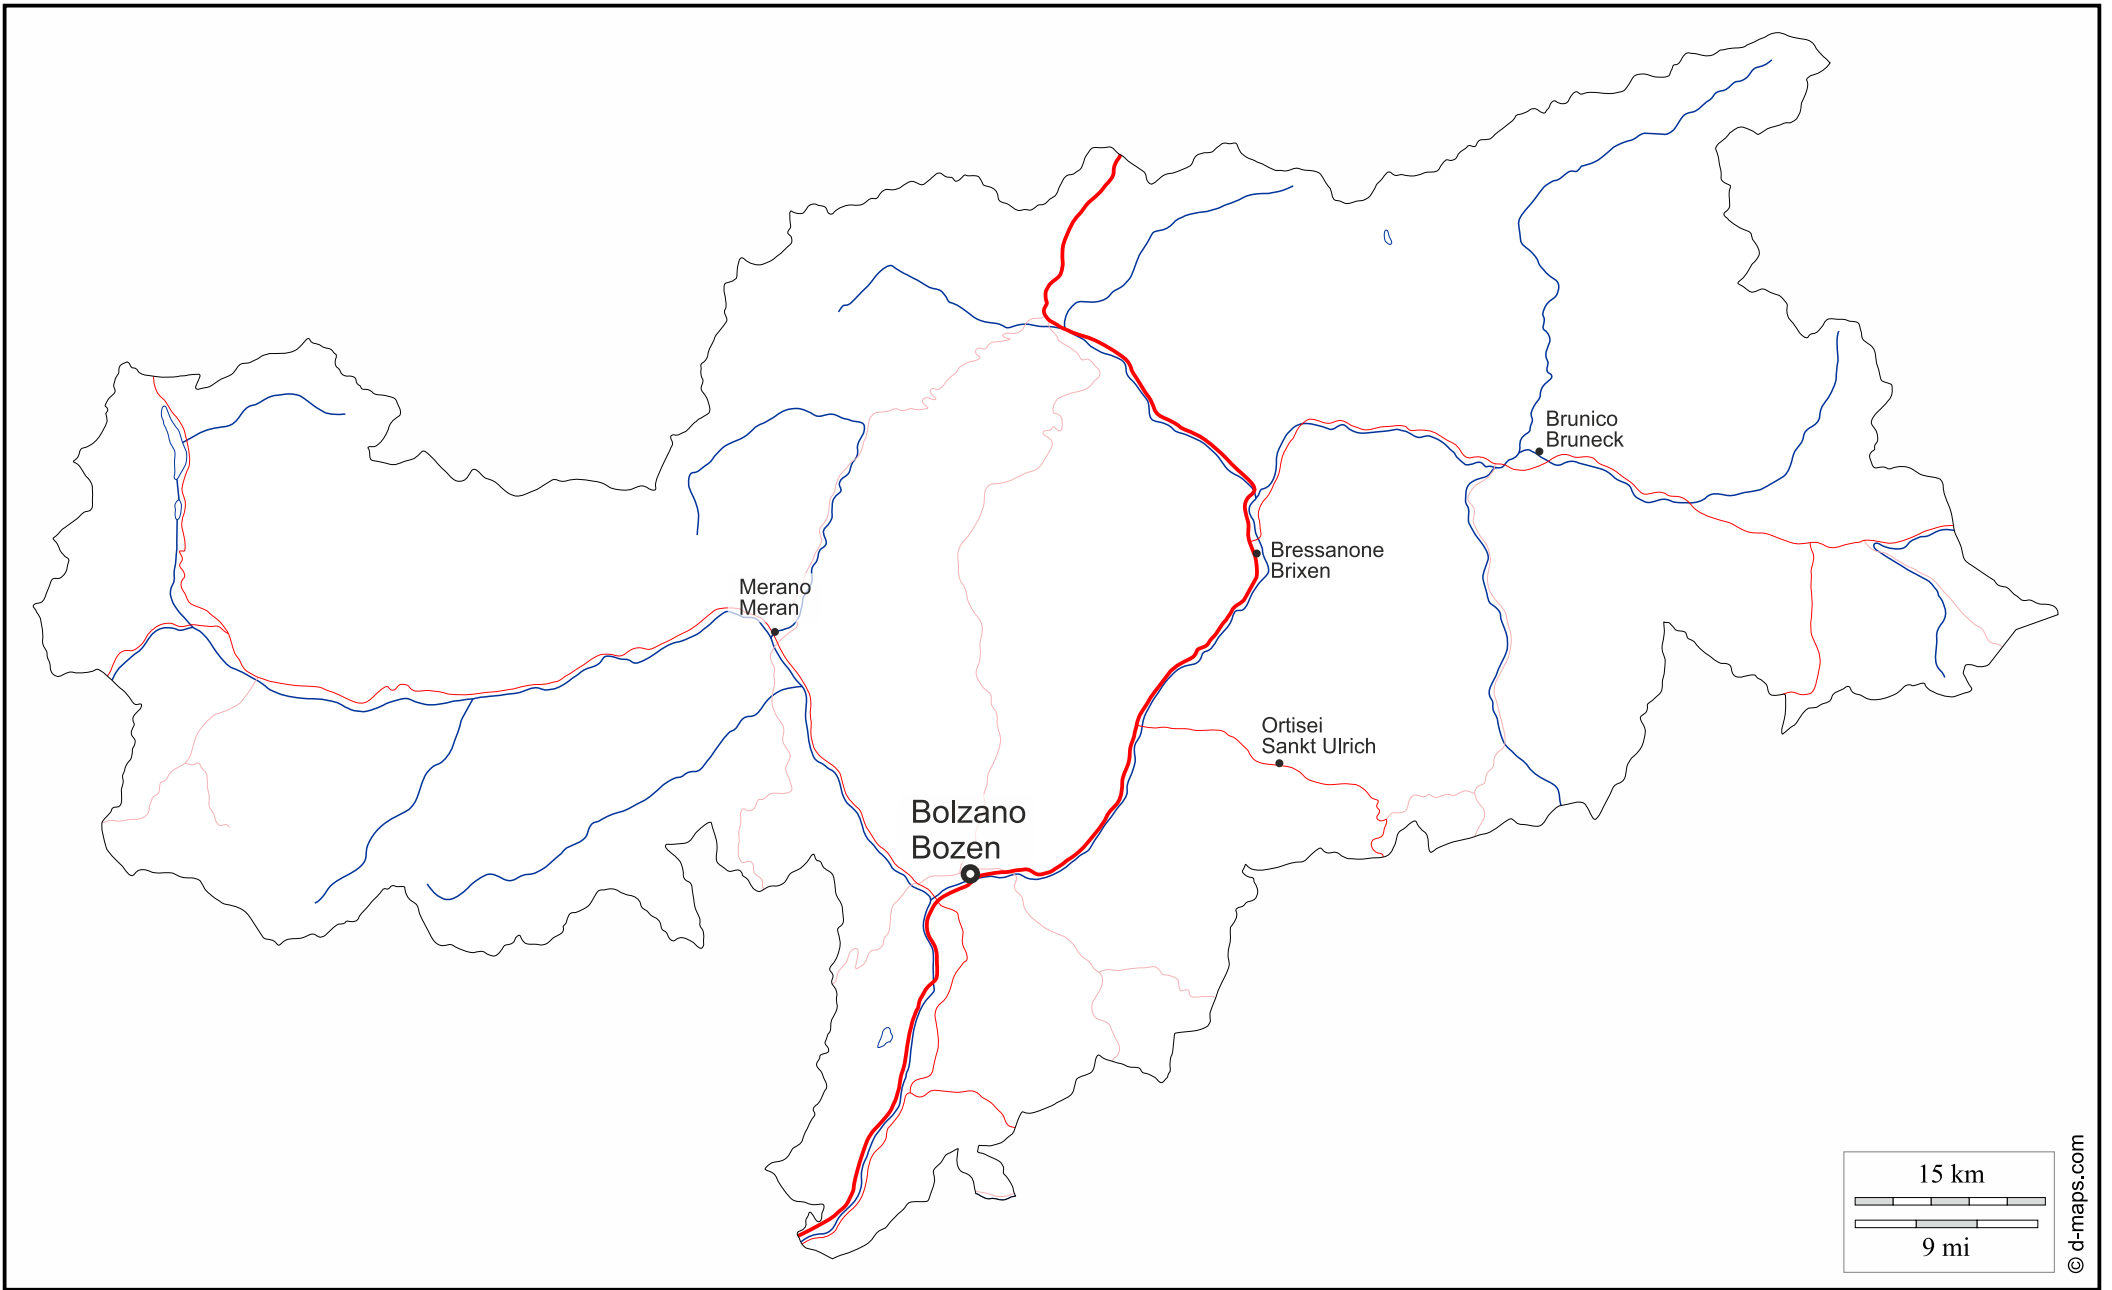 Brunico
Bruneck
Bressanone
Brixen
Merano
Meran
Ortisei
Sankt Ulrich
Bolzano
Bozen
15 km
9 mi
© d-maps.com